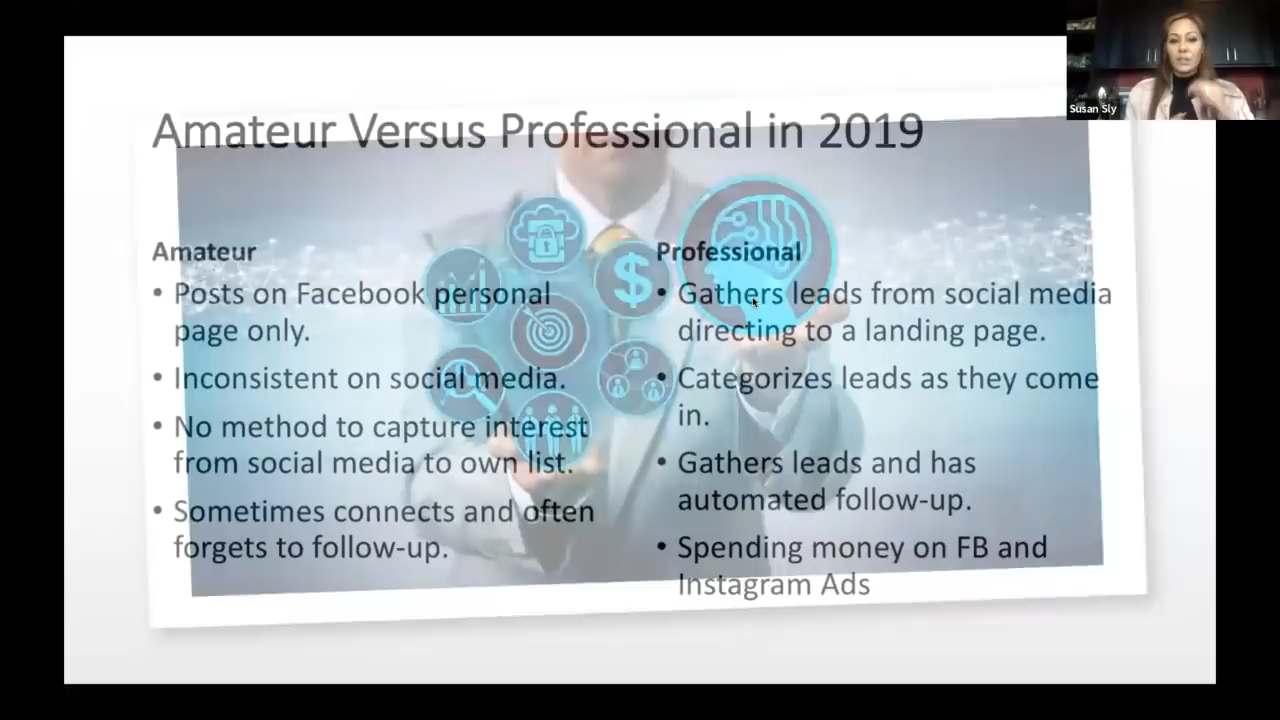 Susan Sly
Amateur Versus Professional in 2019
Amateur
• Posts on Facebook personal
page only.
• Inconsistent on social media.
• No method to capture interest
from social media to own list.
• Sometimes connects and often
forgets to follow-up.
Professional
• Gathers leads from social media
directing to a landing page.
• Categorizes leads as they come
in.
• Gathers leads and has
automated follow-up.
• Spending money on FB and
Instagram Ads
$